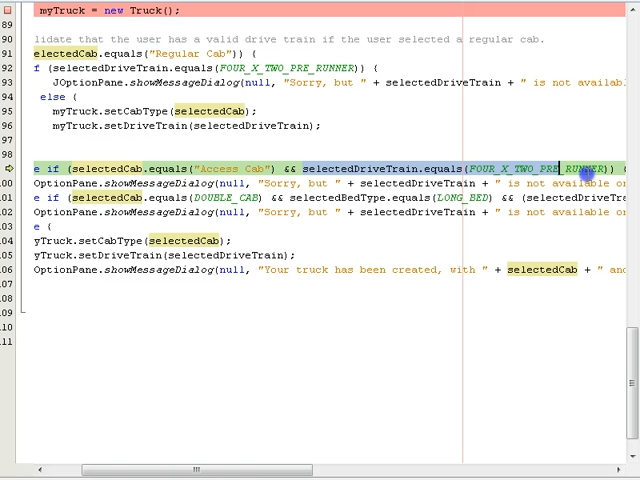 myTruck = new Truck();
89
90 lidate that the user has a valid drive train if the user selected a regular cab.
91 electedCab.equals("Regular Cab")) {
92 f (selectedDriveTrain.equals(FOUR_X_TWO_PRE_RUNNER)) {
93 JOptionPane.showMessageDialog(null, "Sorry, but " + selectedDriveTrain + " is not availabl
94 else {
95 myTruck.setCabType(selectedCab);
96 myTruck.setDriveTrain(selectedDriveTrain);
97
98
e if (selectedCab.equals("Access Cab") && selectedDriveTrain.equals(FOUR_X_TWO_PRE_RUNNER)) {
100 OptionPane.showMessageDialog(null, "Sorry, but " + selectedDriveTrain + " is not available on
101 e if (selectedCab.equals(DOUBLE_CAB) && selectedBedType.equals(LONG_BED) && (selectedDriveTra
102 OptionPane.showMessageDialog(null, "Sorry, but " + selectedDriveTrain + " is not available on
103 e {
104 yTruck.setCabType(selectedCab);
105 yTruck.setDriveTrain(selectedDriveTrain);
106 OptionPane.showMessageDialog(null, "Your truck has been created, with " + selectedCab + " and
107
108
109
110
111